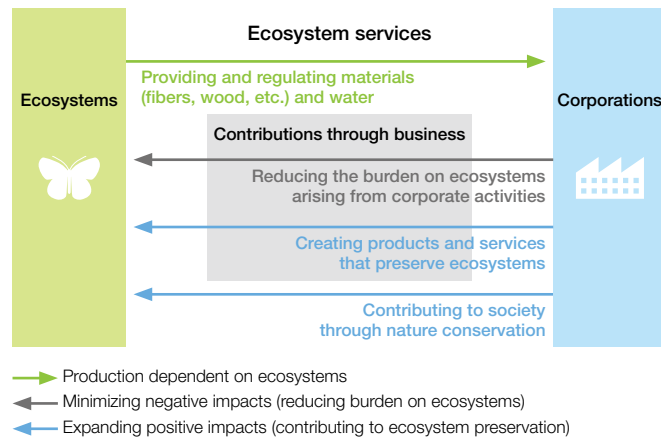 Ecosystem services
Ecosystems
Corporations
Providing and regulating materials
(fibers, wood, etc.) and water
Contributions through business
Reducing the burden on ecosystems
arising from corporate activities
Creating products and services
that preserve ecosystems
Contributing to society
through nature conservation
Production dependent on ecosystems
Minimizing negative impacts (reducing burden on ecosystems)
Expanding positive impacts (contributing to ecosystem preservation)